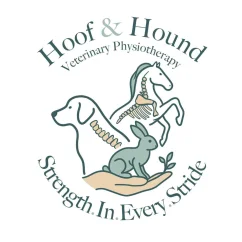 Hoof & Hound
Veterinary Physiotherapy
Strength.In.Every.Stride